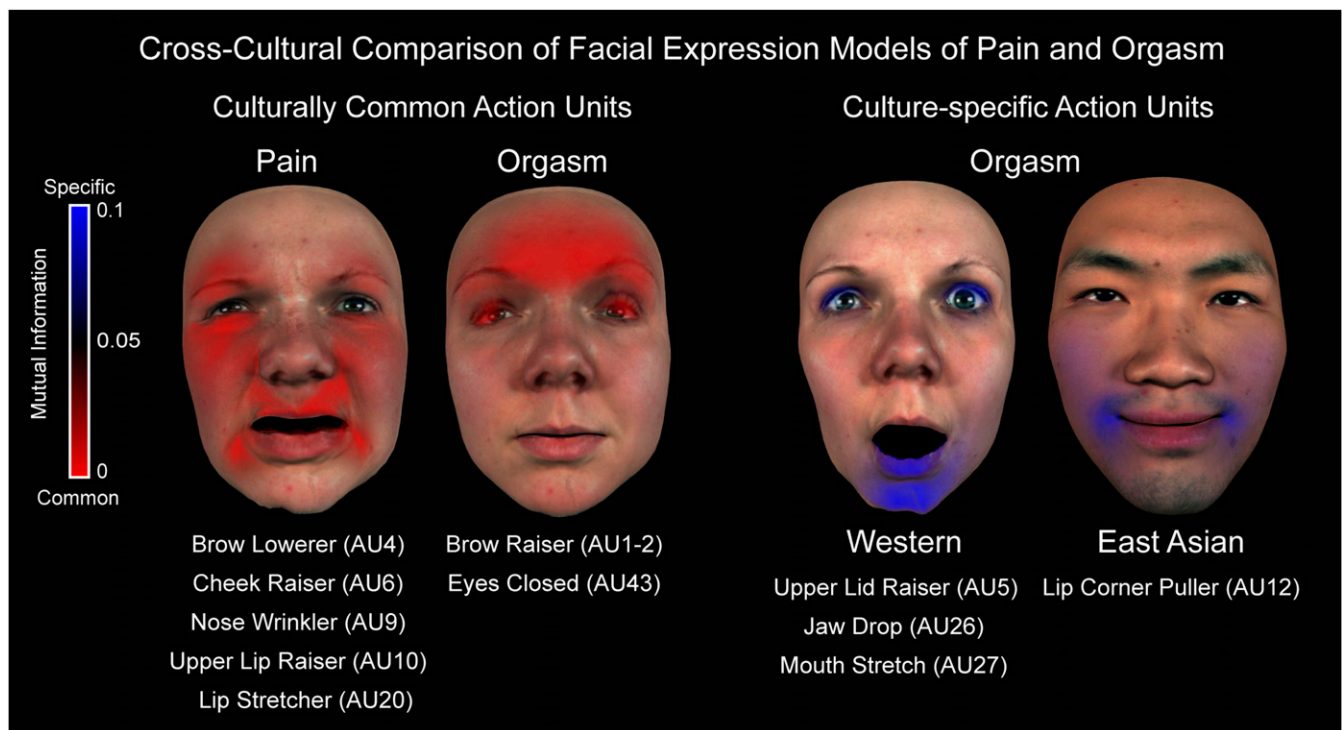 Cross-Cultural Comparison of Facial Expression Models of Pain and Orgasm
Culturally Common Action Units
Culture-specific Action Units
Pain
Orgasm
Orgasm
Specific
0.1
Mutual Information
0.05
0
Common
Brow Lowerer (AU4)
Cheek Raiser (AU6)
Nose Wrinkler (AU9)
Upper Lip Raiser (AU10)
Lip Stretcher (AU20)
Brow Raiser (AU1-2)
Eyes Closed (AU43)
Western
Upper Lid Raiser (AU5)
Jaw Drop (AU26)
Mouth Stretch (AU27)
East Asian
Lip Corner Puller (AU12)